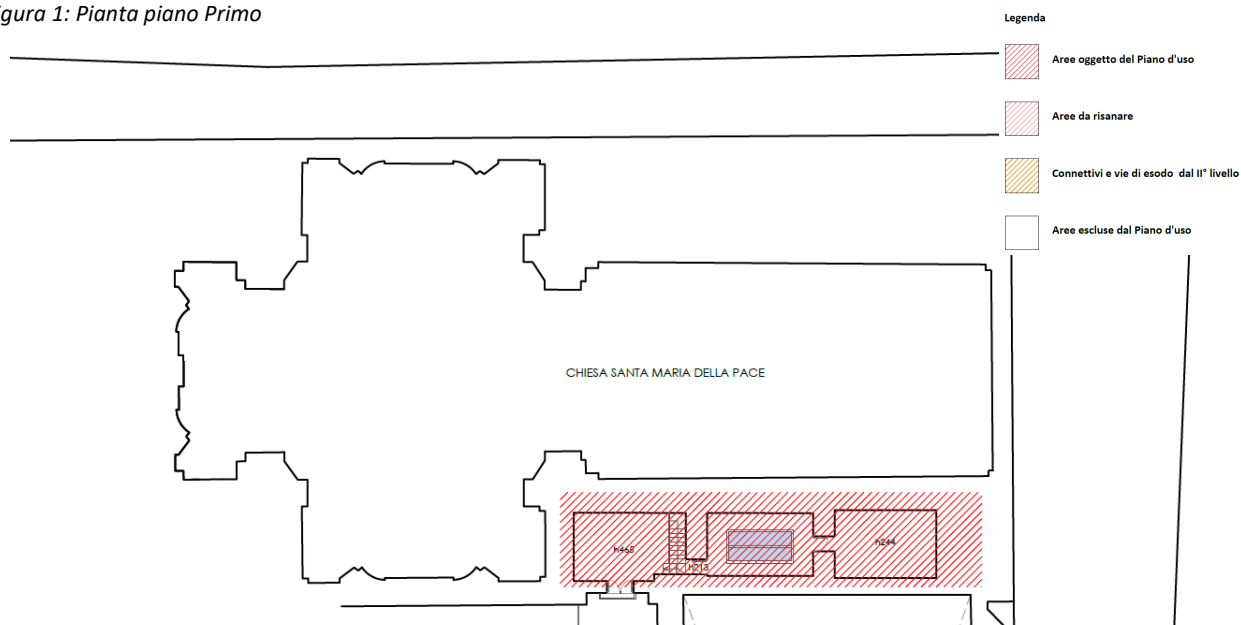 gura 1: Pianta piano Primo
Legenda
Aree oggetto del Piano d'uso
Aree da risanare
Connettivi e vie di esodo dal II° livello
Aree escluse dal Piano d'uso
CHIESA SANTA MARIA DELLA PACE
h465
h213
h244